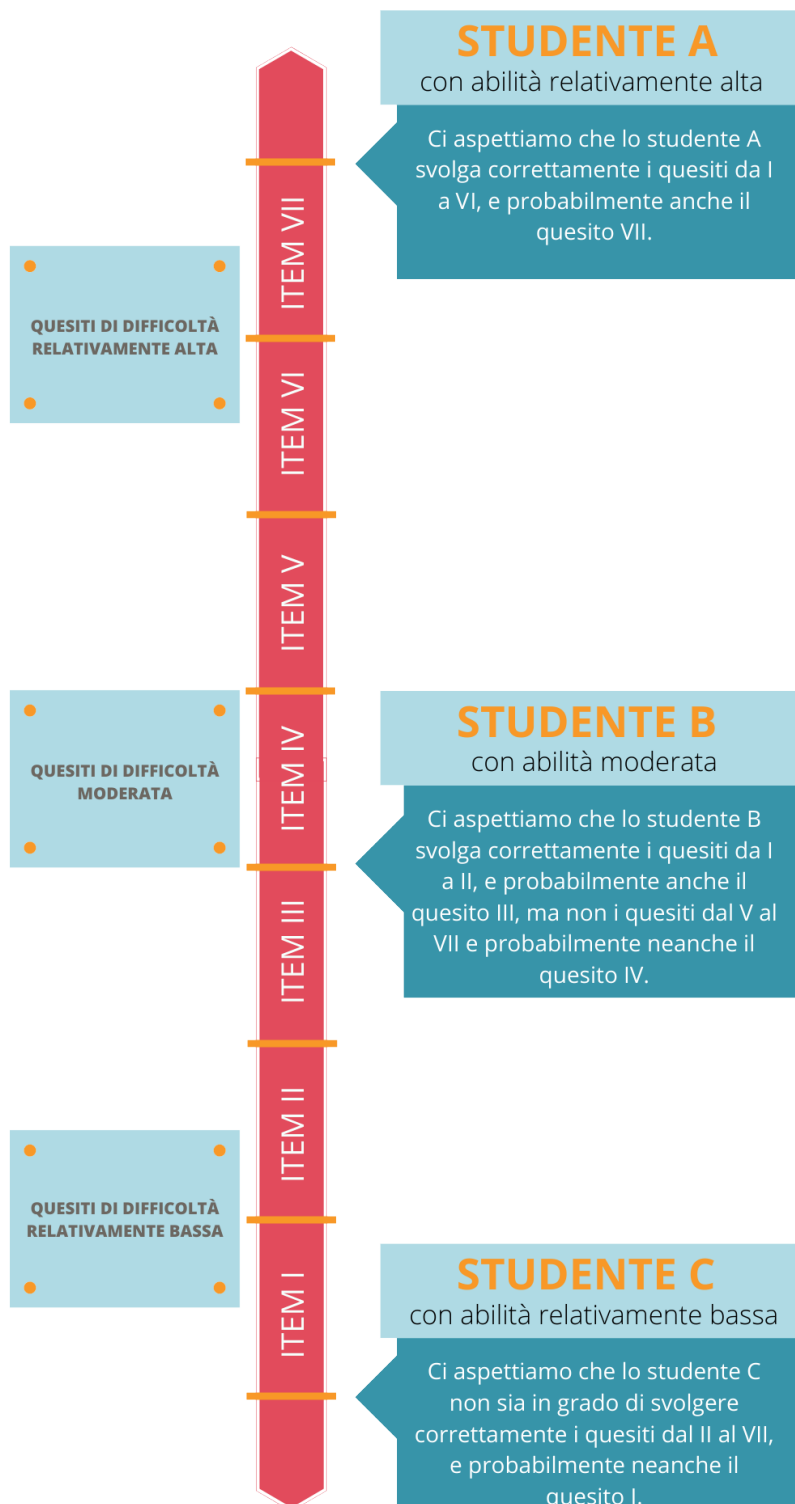 STUDENTE A
con abilità relativamente alta
Ci aspettiamo che lo studente A
svolga correttamente i quesiti da I
a VI, e probabilmente anche il
quesito VII.
ITEM VII
QUESITI DI DIFFICOLTÀ
RELATIVAMENTE ALTA
ITEM VI
ITEM V
ITEM IV
QUESITI DI DIFFICOLTÀ
MODERATA
STUDENTE B
con abilità moderata
Ci aspettiamo che lo studente B
svolga correttamente i quesiti da I
a II, e probabilmente anche il
quesito III, ma non i quesiti dal V al
VII e probabilmente neanche il
quesito IV.
ITEM III
ITEM II
QUESITI DI DIFFICOLTÀ
RELATIVAMENTE BASSA
ITEM I
STUDENTE C
con abilità relativamente bassa
Ci aspettiamo che lo studente C
non sia in grado di svolgere
correttamente i quesiti dal II al VII,
e probabilmente neanche il
quesito I.